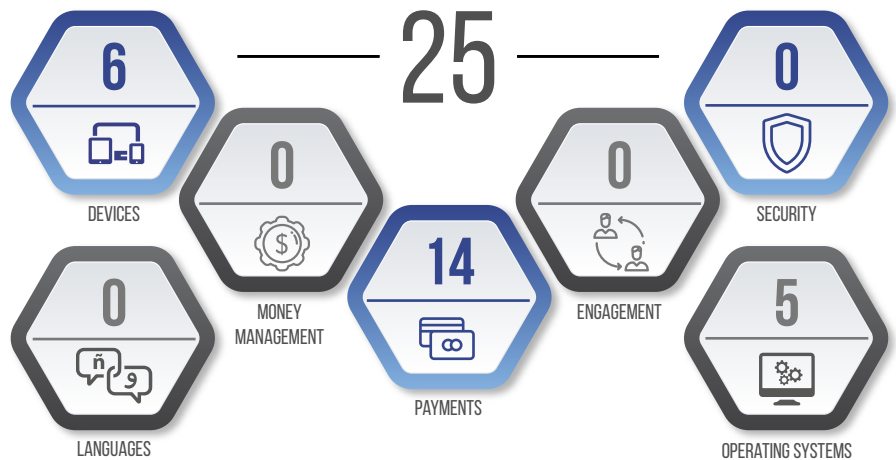 25
6
DEVICES
0
MONEY
MANAGEMENT
0
ñ و
LANGUAGES
14
PAYMENTS
0
ENGAGEMENT
0
SECURITY
5
OPERATING SYSTEMS
$